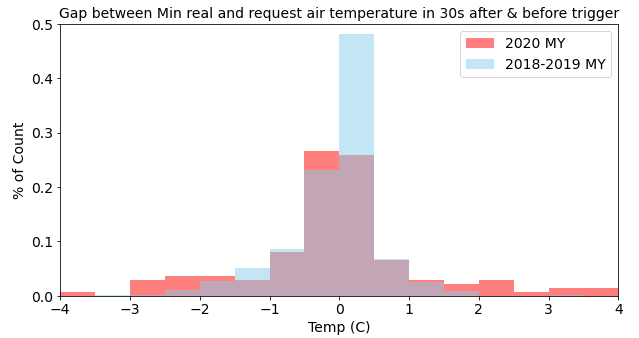 Gap between Min real and request air temperature in 30s after & before trigger
0.5
0.4
0.3
0.2
0.1
0.0
% of Count
2020 MY
2018-2019 MY
−4 −3 −2 −1 0 1 2 3 4
Temp (C)